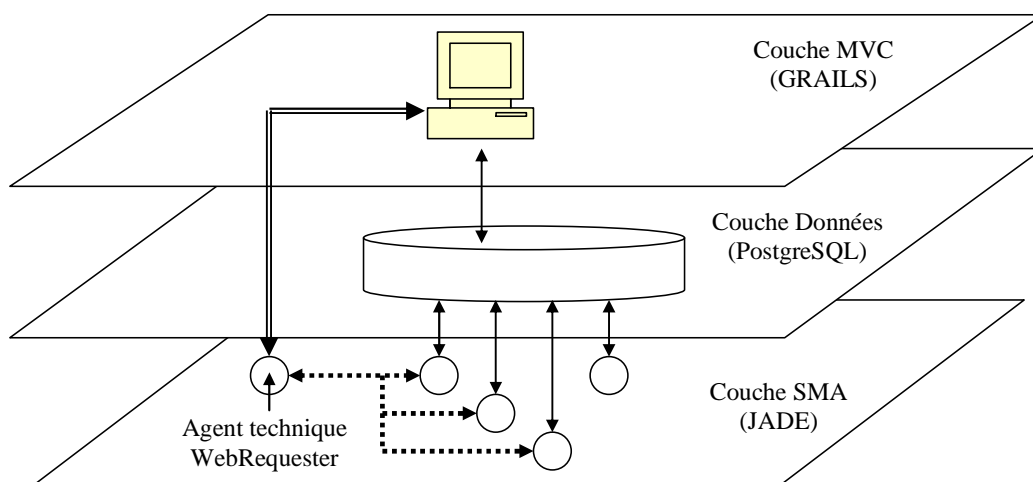 Couche MVC
(GRAILS)
Couche Données
(PostgreSQL)
Couche SMA
(JADE)
Agent technique
WebRequester